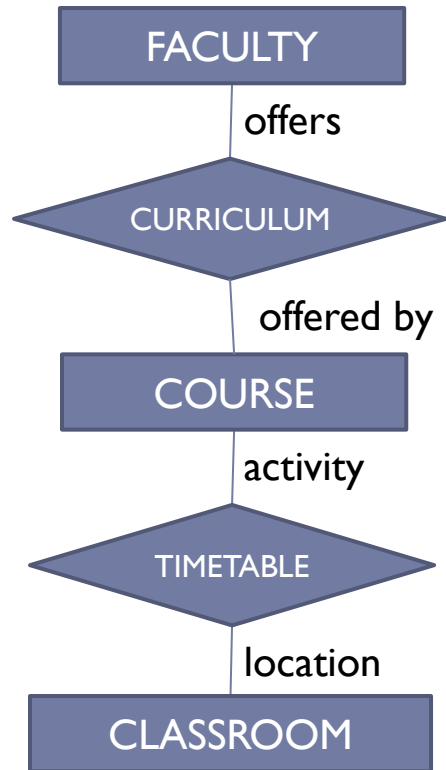 FACULTY
offers
CURRICULUM
offered by
COURSE
activity
TIMETABLE
location
CLASSROOM